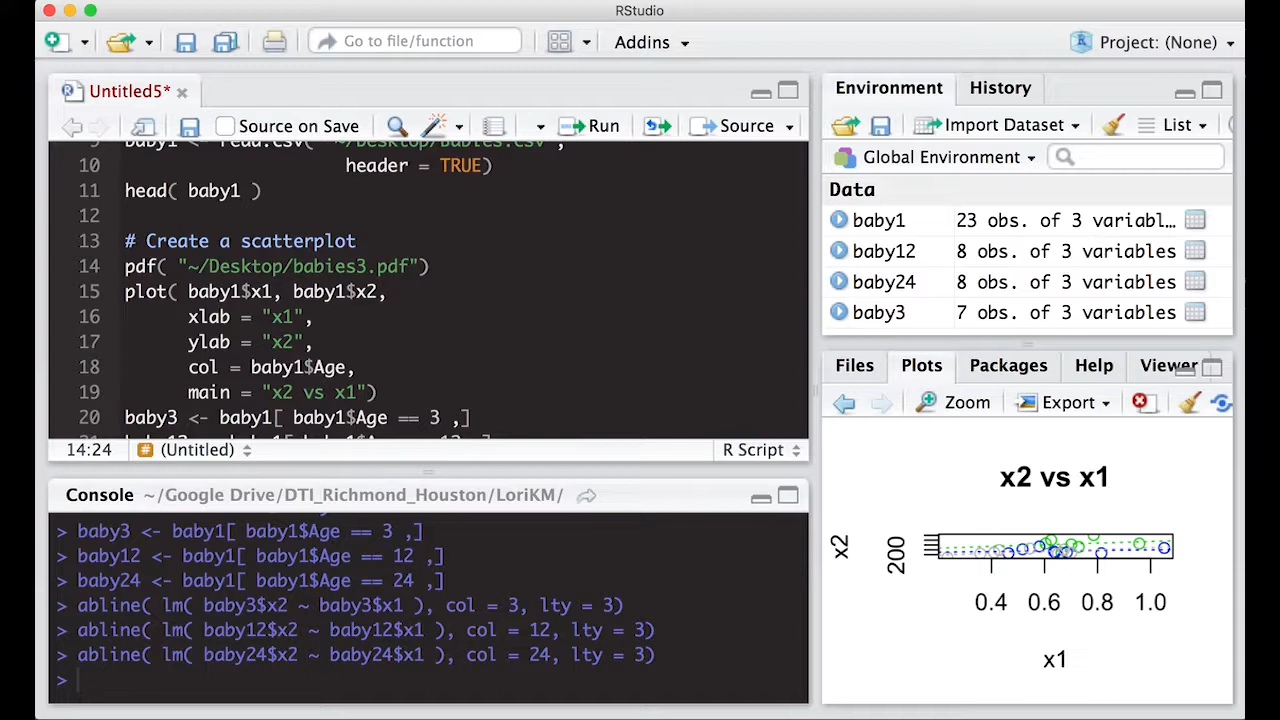 RStudio
Go to file/function
Addins
Project: (None)
Untitled5*
Source on Save
Run
Source
9 baby1 <- read.csv( "~/Desktop/Babies.csv",
10 header = TRUE)
11 head( baby1 )
12
13 # Create a scatterplot
14 pdf( "~/Desktop/babies3.pdf")
15 plot( baby1$x1, baby1$x2,
16 xlab = "x1",
17 ylab = "x2",
18 col = baby1$Age,
19 main = "x2 vs x1")
20 baby3 <- baby1[ baby1$Age == 3 ,]
14:24
# (Untitled)
R Script
Console ~/Google Drive/DTI_Richmond_Houston/LoriKM/
> baby3 <- baby1[ baby1$Age == 3 ,]
> baby12 <- baby1[ baby1$Age == 12 ,]
> baby24 <- baby1[ baby1$Age == 24 ,]
> abline( lm( baby3$x2 ~ baby3$x1 ), col = 3, lty = 3)
> abline( lm( baby12$x2 ~ baby12$x1 ), col = 12, lty = 3)
> abline( lm( baby24$x2 ~ baby24$x1 ), col = 24, lty = 3)
>
Environment History
Import Dataset
List
Global Environment
Data
baby1 23 obs. of 3 variabl…
baby12 8 obs. of 3 variables
baby24 8 obs. of 3 variables
baby3 7 obs. of 3 variables
Files Plots Packages Help Viewer
Zoom
Export
x2 vs x1
x2
200
0.4 0.6 0.8 1.0
x1